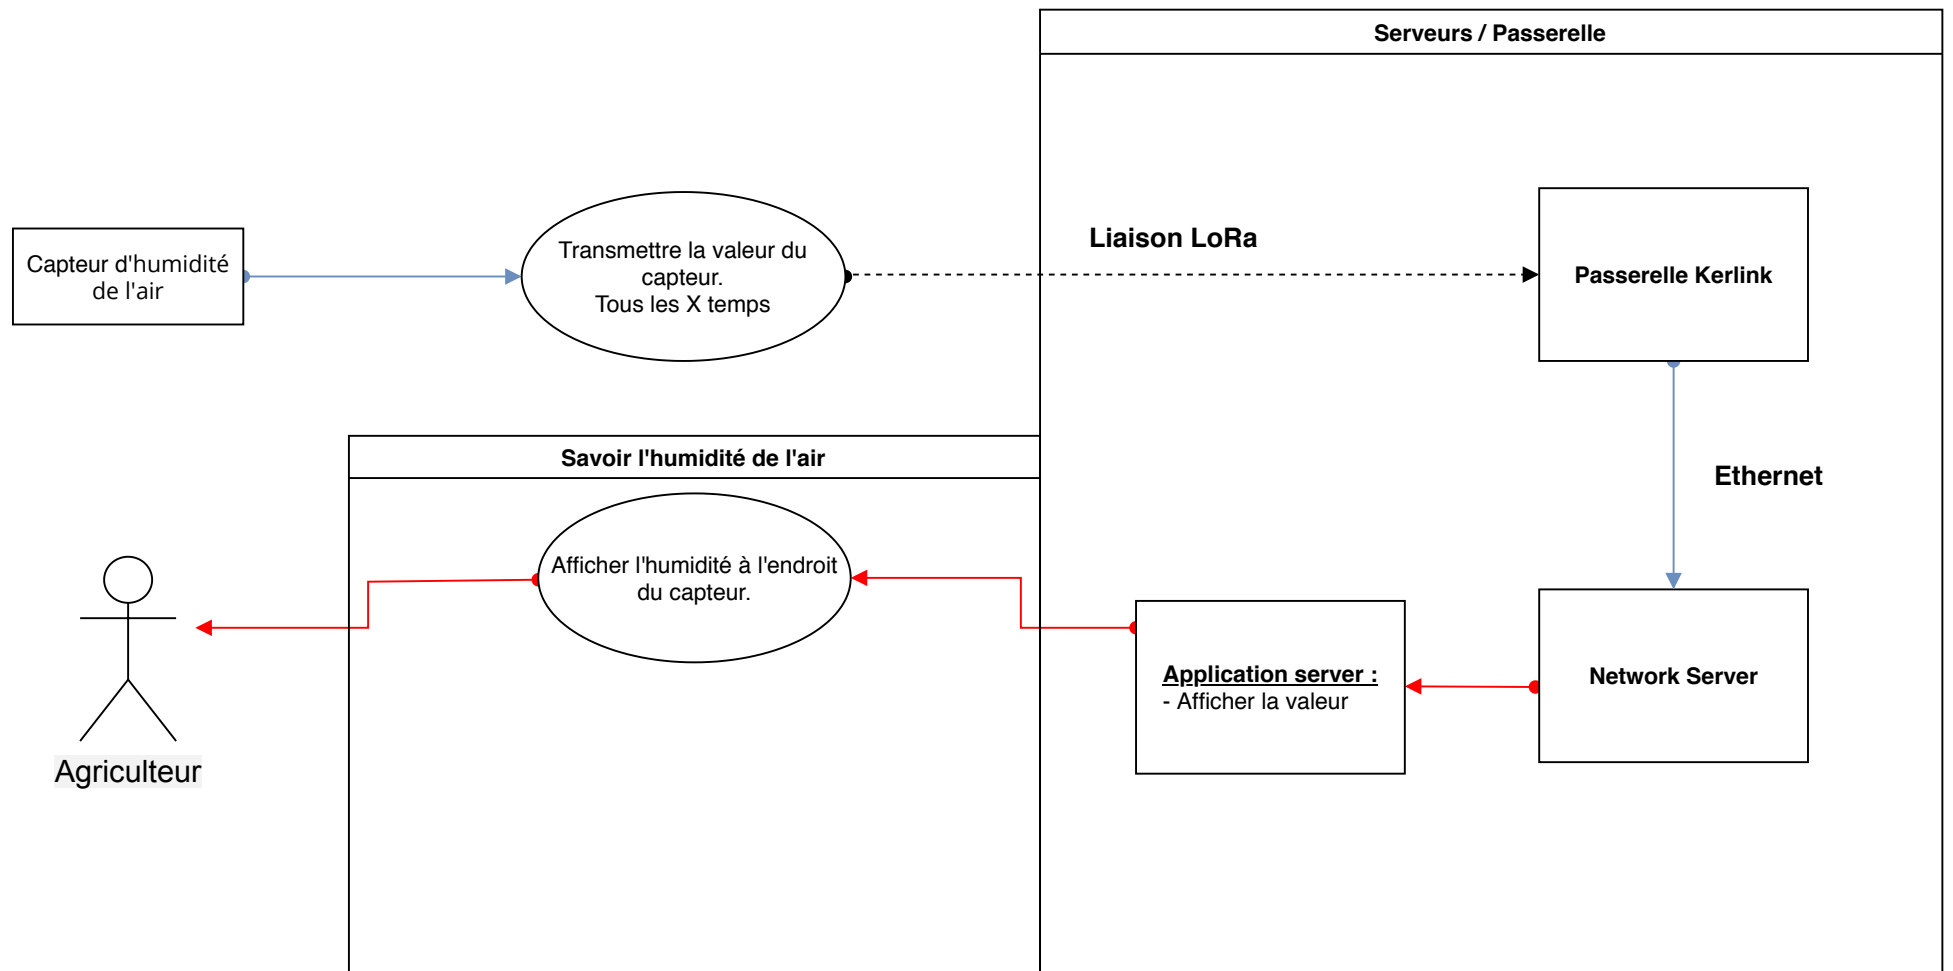 Serveurs / Passerelle
Capteur d'humidité
de l'air
Transmettre la valeur du
capteur.
Tous les X temps
Liaison LoRa
Passerelle Kerlink
Ethernet
Savoir l'humidité de l'air
Afficher l'humidité à l'endroit
du capteur.
Application server :
- Afficher la valeur
Network Server
Agriculteur